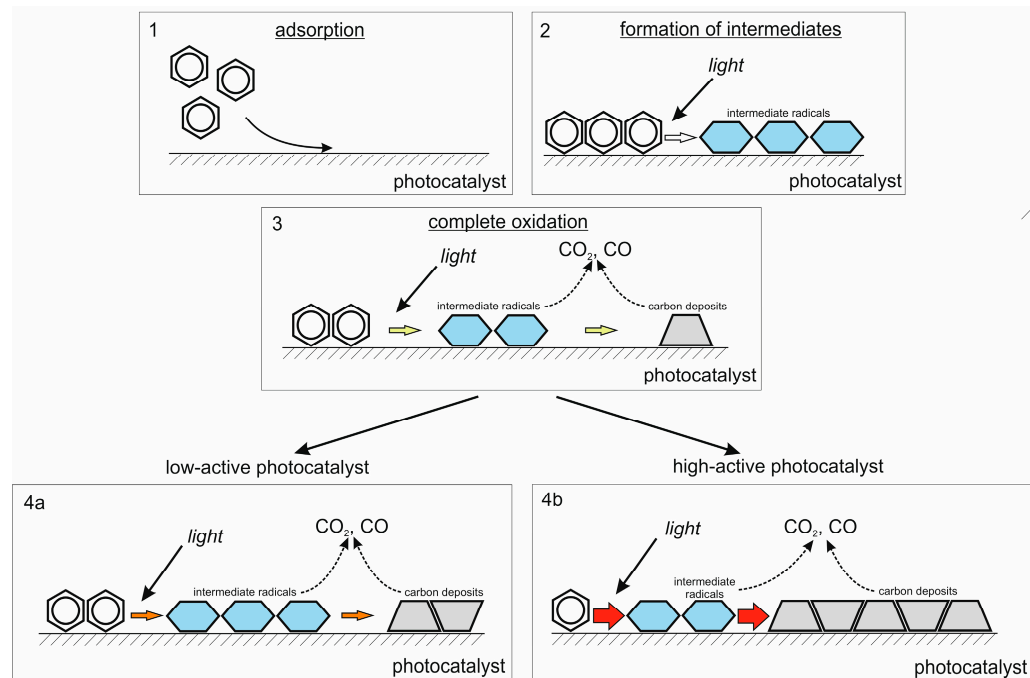 1
adsorption
photocatalyst
2
formation of intermediates
light
intermediate radicals
photocatalyst
3
complete oxidation
light
CO₂, CO
intermediate radicals
carbon deposits
photocatalyst
low-active photocatalyst
high-active photocatalyst
4a
light
CO₂, CO
intermediate radicals
carbon deposits
photocatalyst
4b
light
CO₂, CO
intermediate
radicals
carbon deposits
photocatalyst